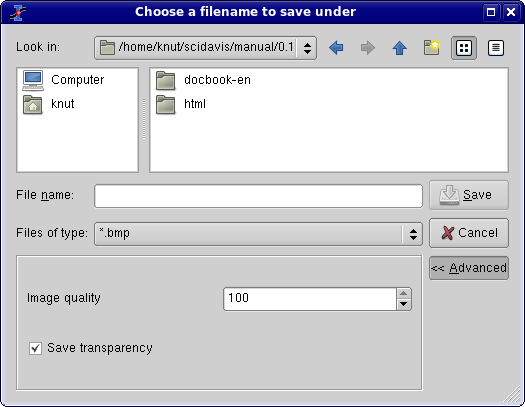 Choose a filename to save under
Look in: /home/knut/scidavis/manual/0.1
Computer
knut
docbook-en
html
File name: Save
Files of type: *.bmp Cancel
<< Advanced
Image quality 100
Save transparency